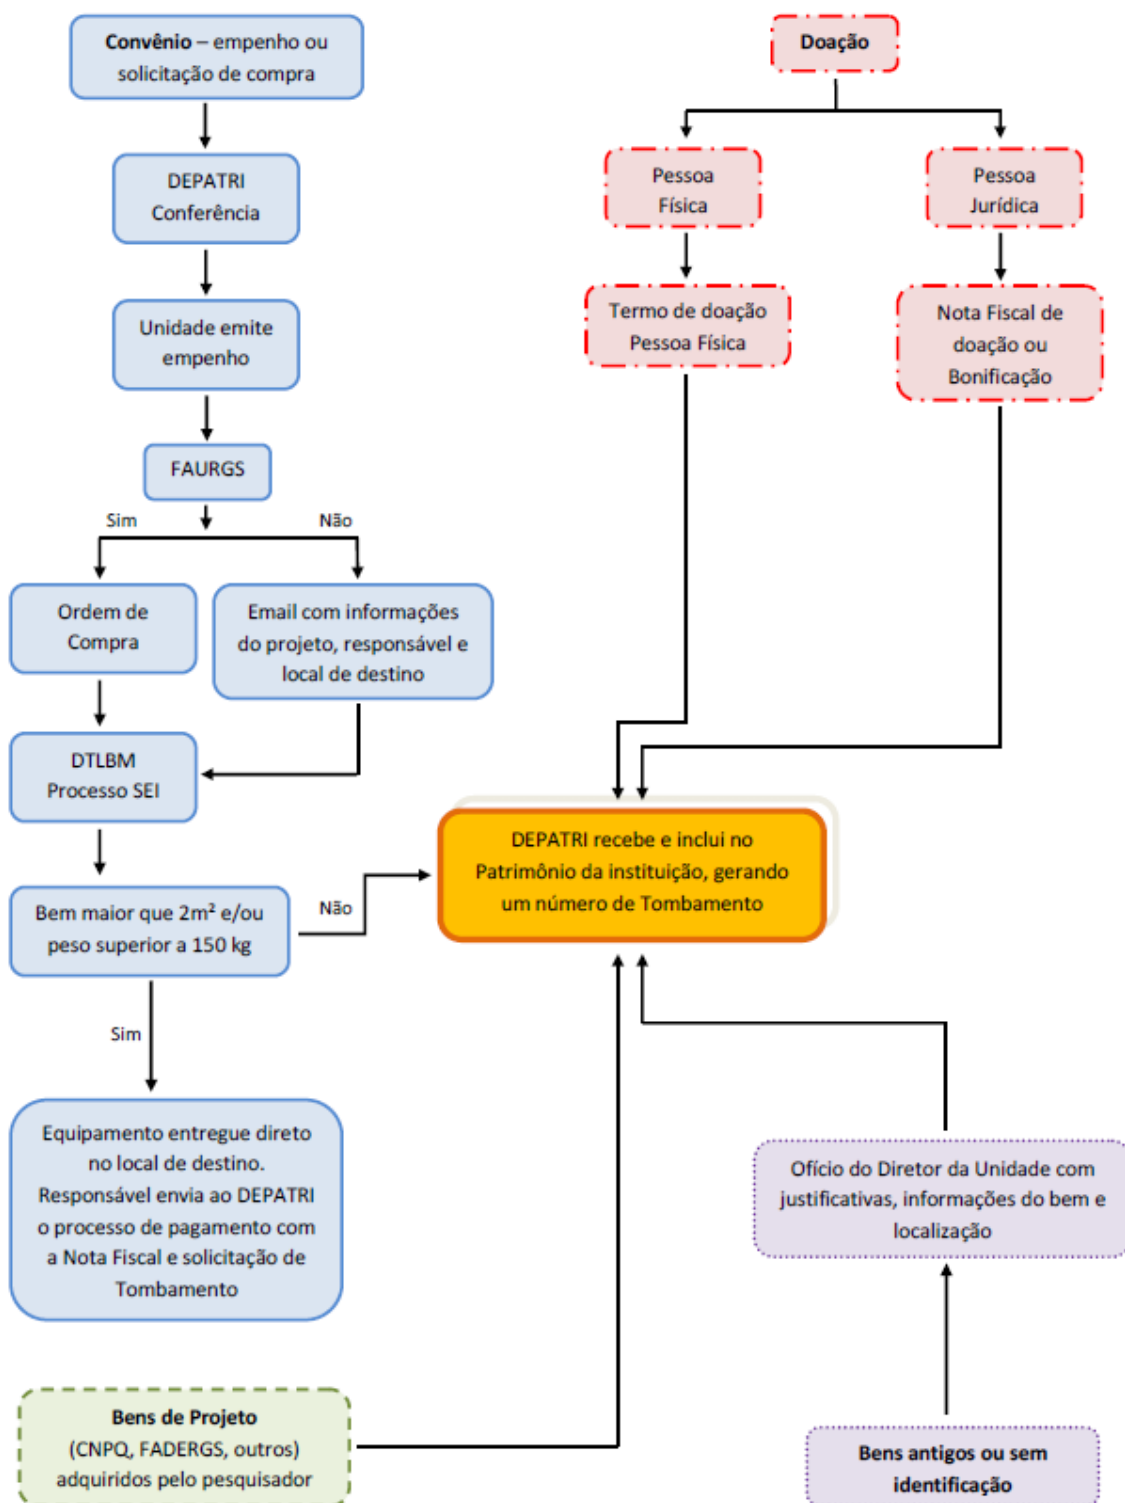 Convênio – empenho ou
solicitação de compra
DEPATRI
Conferência
Unidade emite
empenho
FAURGS
Sim
Não
Ordem de
Compra
Email com informações
do projeto, responsável e
local de destino
DTLBM
Processo SEI
Bem maior que 2m² e/ou
peso superior a 150 kg
Não
Sim
Equipamento entregue direto
no local de destino.
Responsável envia ao DEPATRI
o processo de pagamento com
a Nota Fiscal e solicitação de
Tombamento
Doação
Pessoa
Física
Pessoa
Jurídica
Termo de doação
Pessoa Física
Nota Fiscal de
doação ou
Bonificação
DEPATRI recebe e inclui no
Patrimônio da instituição, gerando
um número de Tombamento
Ofício do Diretor da Unidade com
justificativas, informações do bem e
localização
Bens de Projeto
(CNPQ, FADERGS, outros)
adquiridos pelo pesquisador
Bens antigos ou sem
identificação